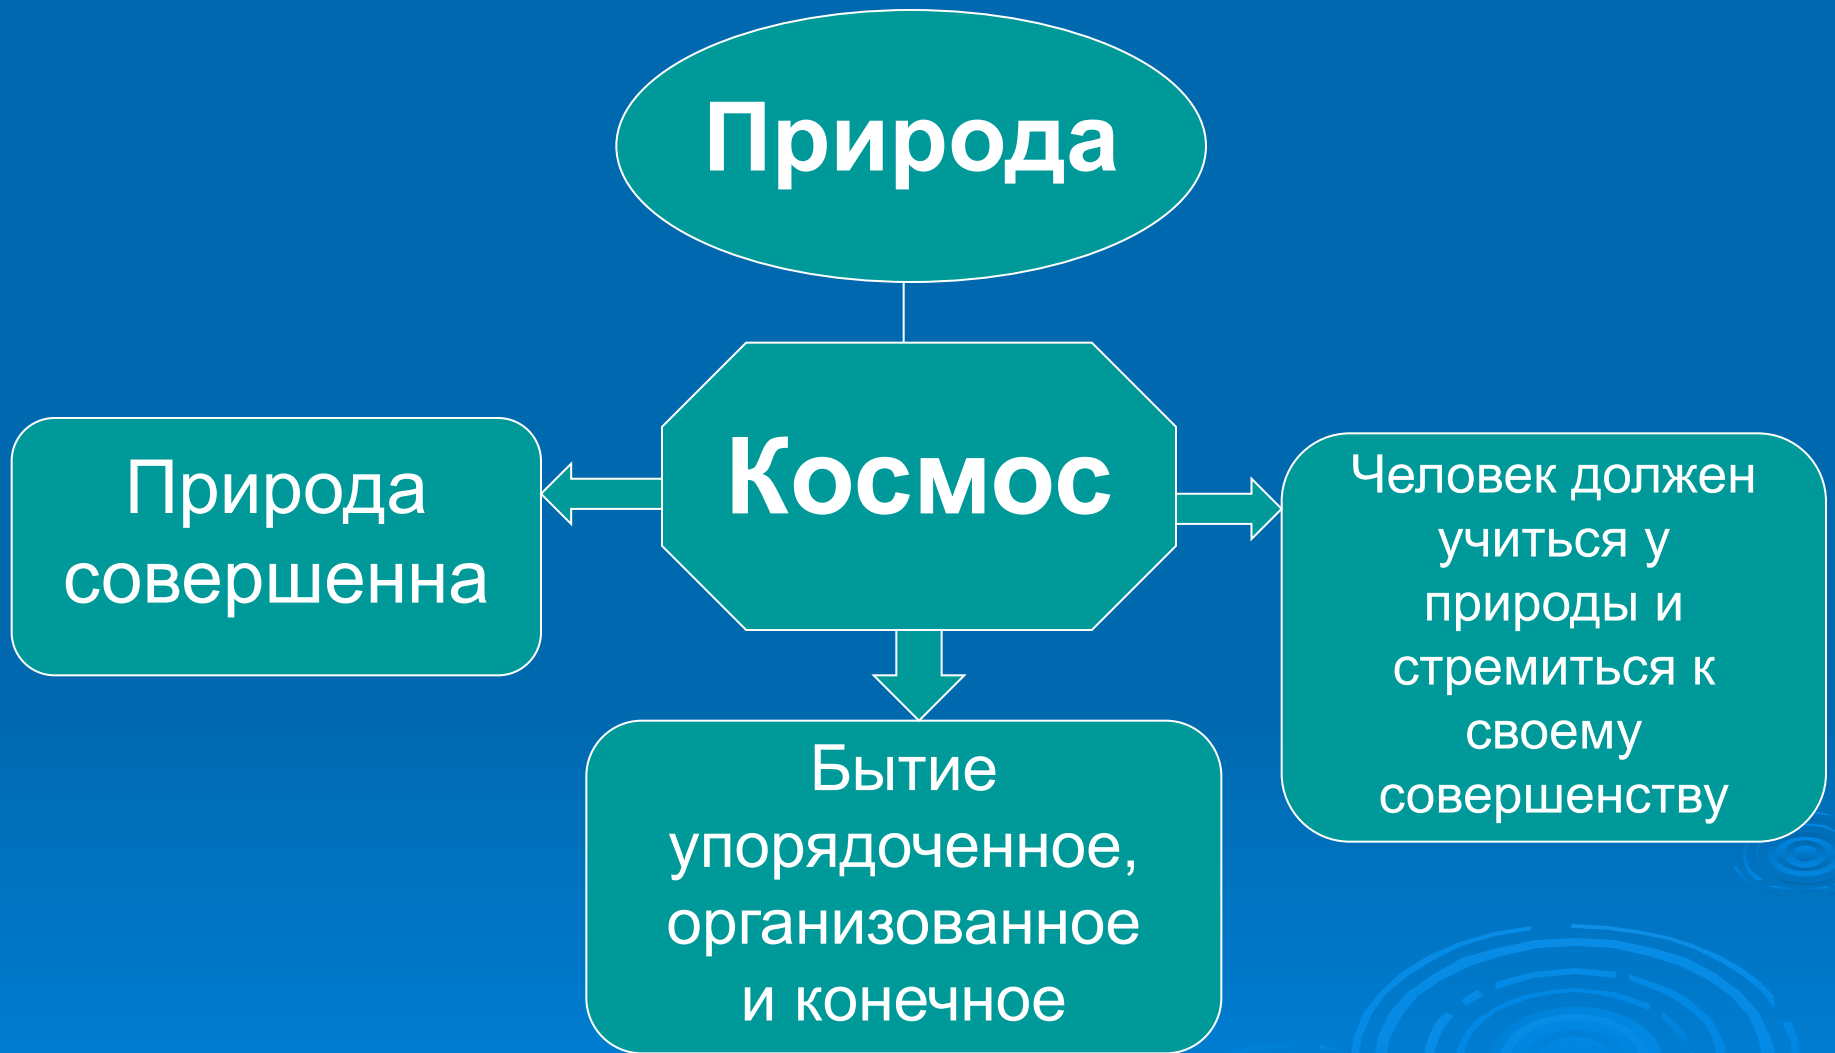 Природа
Космос
Природа
совершенна
Человек должен
учиться у
природы и
стремиться к
своему
совершенству
Бытие
упорядоченное,
организованное
и конечное